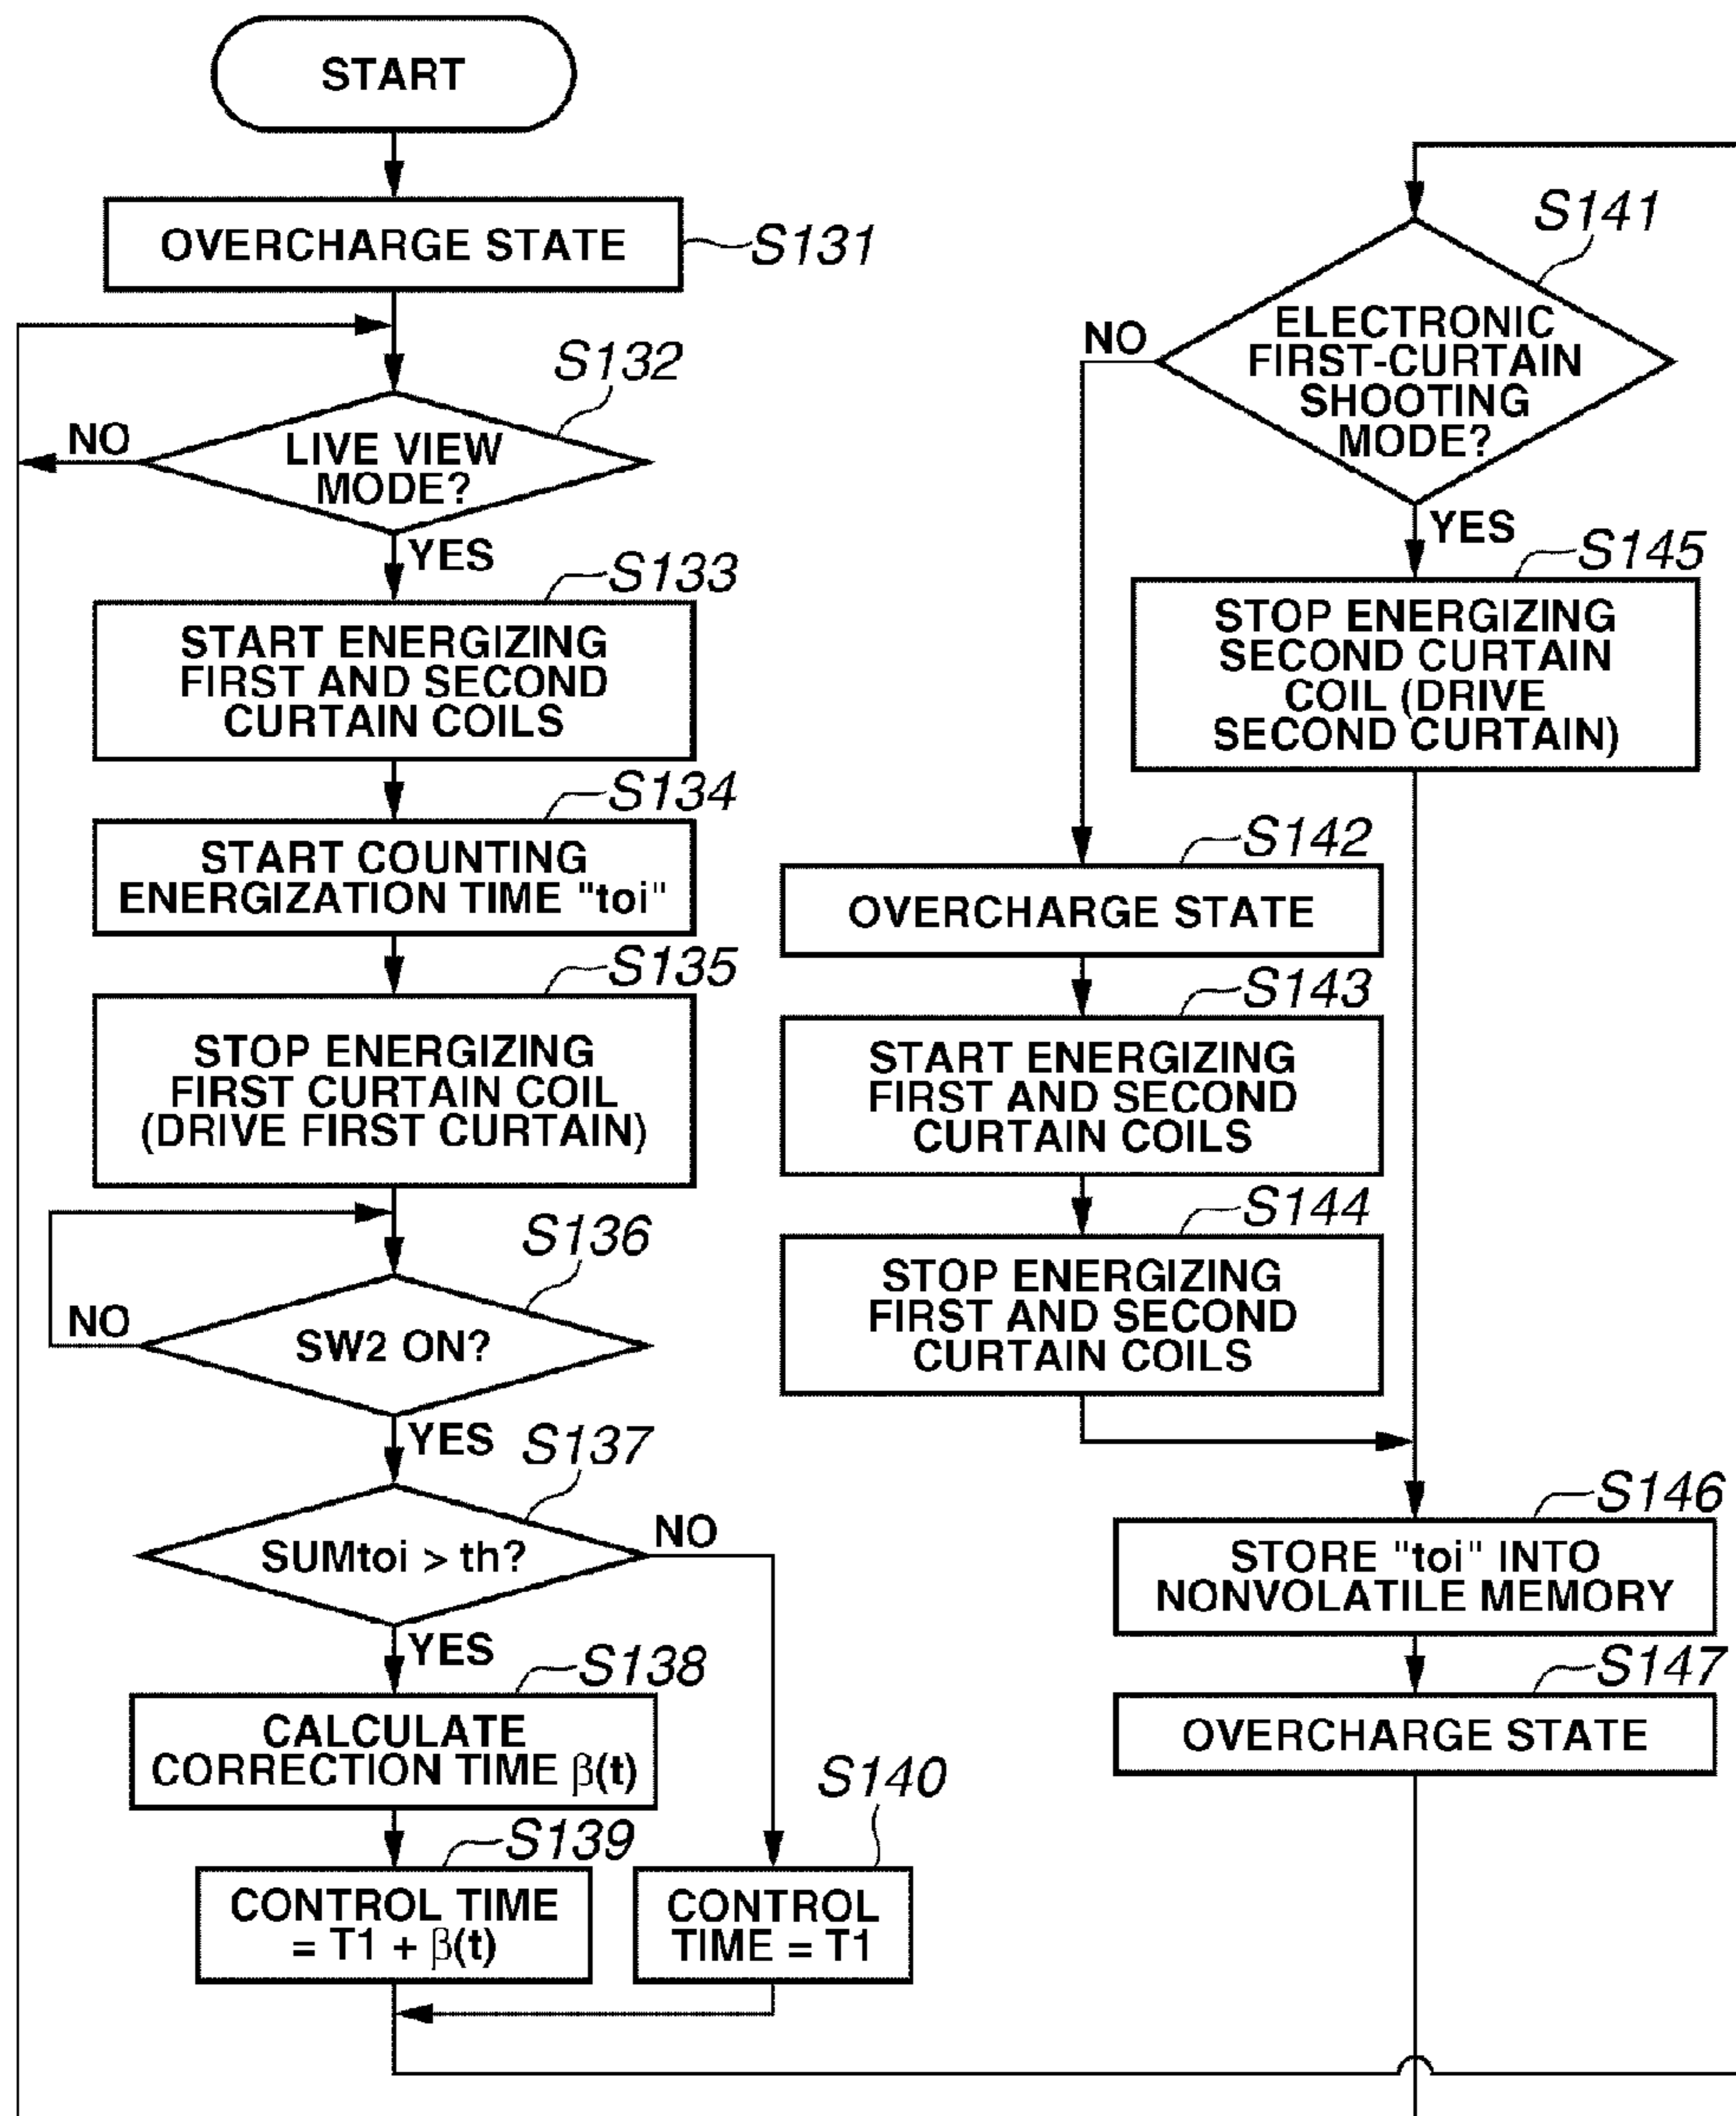 START
OVERCHARGE STATE
S131
S132
LIVE VIEW
MODE?
NO
YES
S133
START ENERGIZING
FIRST AND SECOND
CURTAIN COILS
S134
START COUNTING
ENERGIZATION TIME "toi"
S135
STOP ENERGIZING
FIRST CURTAIN COIL
(DRIVE FIRST CURTAIN)
S136
SW2 ON?
NO
YES
S137
SUMtoi > th?
NO
YES
S138
CALCULATE
CORRECTION TIME β(t)
S139
CONTROL TIME
= T1 + β(t)
S140
CONTROL
TIME = T1
S141
ELECTRONIC
FIRST-CURTAIN
SHOOTING
MODE?
NO
YES
S145
STOP ENERGIZING
SECOND CURTAIN
COIL (DRIVE
SECOND CURTAIN)
S142
OVERCHARGE STATE
S143
START ENERGIZING
FIRST AND SECOND
CURTAIN COILS
S144
STOP ENERGIZING
FIRST AND SECOND
CURTAIN COILS
S146
STORE "toi" INTO
NONVOLATILE MEMORY
S147
OVERCHARGE STATE